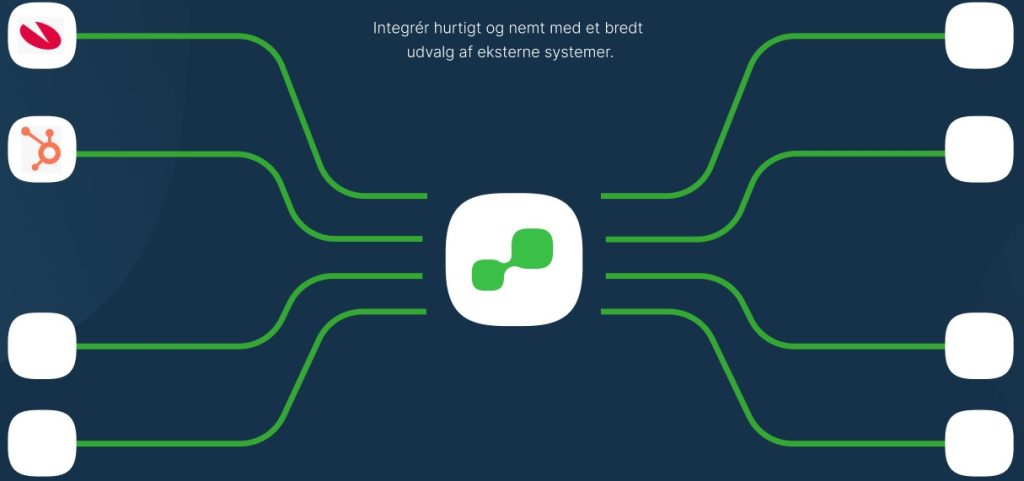 Integrér hurtigt og nemt med et bredt
udvalg af eksterne systemer.